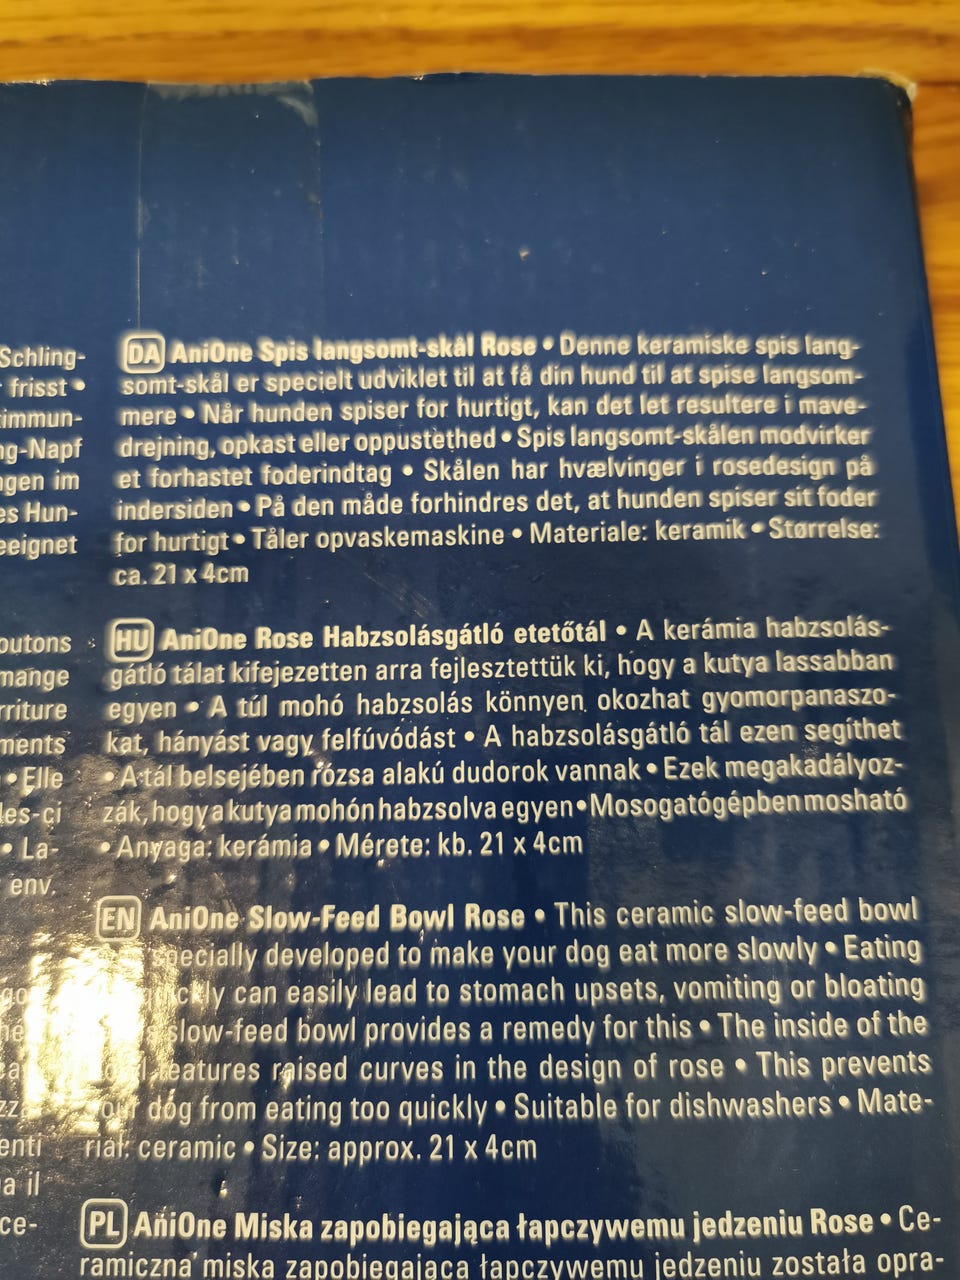 Schling-
frisst •
immun-
ng-Napf
ngen im
es Hun-
eeignet
DA AniOne Spis langsomt-skål Rose • Denne keramiske spis lang-
somt-skål er specielt udviklet til at få din hund til at spise langsom-
mere • Når hunden spiser for hurtigt, kan det let resultere i mave-
drejning, opkast eller oppustethed • Spis langsomt-skålen modvirker
et forhastet foderindtag • Skålen har hvælvinger i rosedesign på
indersiden • På den måde forhindres det, at hunden spiser sit foder
for hurtigt • Tåler opvaskemaskine • Materiale: keramik • Størrelse:
ca. 21 x 4cm
outons
mange
rriture
ments
• Elle
les-ci
• La-
env.
HU AniOne Rose Habzsolásgátló etetőtál • A kerámia habzsolás-
gátló tálat kifejezetten arra fejlesztettük ki, hogy a kutya lassabban
egyen • A túl mohó habzsolás könnyen okozhat gyomorpanaszo-
kat, hányást vagy felfúvódást • A habzsolásgátló tál ezen segíthet
• A tál belsejében rózsa alakú dudorok vannak • Ezek megakadályoz-
zák, hogy a kutya mohón habzsolva egyen • Mosogatógépben mosható
• Anyaga: kerámia • Mérete: kb. 21 x 4cm
EN AniOne Slow-Feed Bowl Rose • This ceramic slow-feed bowl
specially developed to make your dog eat more slowly • Eating
quickly can easily lead to stomach upsets, vomiting or bloating
slow-feed bowl provides a remedy for this • The inside of the
bowl features raised curves in the design of rose • This prevents
your dog from eating too quickly • Suitable for dishwashers • Mate-
rial: ceramic • Size: approx. 21 x 4cm
enti
a il
ce-
PL AniOne Miska zapobiegająca łapczywemu jedzeniu Rose • Ce-
ramiczna miska zapobiegająca łapczywemu jedzeniu została opra-